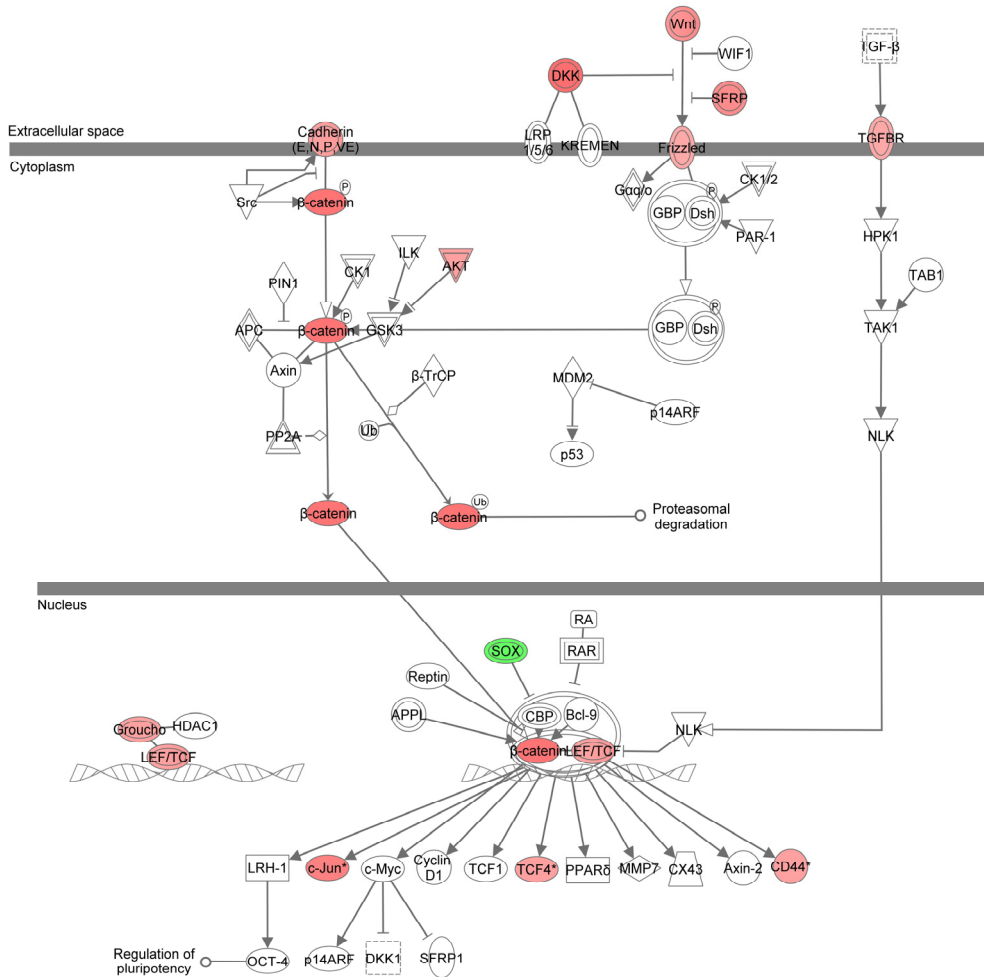 Wnt
WIF1
TGF-β
DKK
SFRP
Extracellular space
Cadherin
(E,N,P,VE)
LRP
1/5/6
KREMEN
Frizzled
TGFBR
Cytoplasm
Src
P
β-catenin
Gαq/o
P
CK1/2
GBP
Dsh
PAR-1
HPK1
ILK
CK1
AKT
PIN1
TAB1
APC
P
β-catenin
GSK3
P
GBP
Dsh
TAK1
Axin
β-TrCP
MDM2
p14ARF
PP2A
Ub
p53
NLK
β-catenin
Ub
β-catenin
Proteasomal
degradation
Nucleus
RA
SOX
RAR
Reptin
APPL
CBP
Bcl-9
NLK
Groucho
HDAC1
LEF/TCF
β-catenin
LEF/TCF
LRH-1
c-Jun*
c-Myc
Cyclin
D1
TCF1
TCF4*
PPARδ
MMP7
CX43
Axin-2
CD44*
Regulation of
pluripotency
OCT-4
p14ARF
DKK1
SFRP1